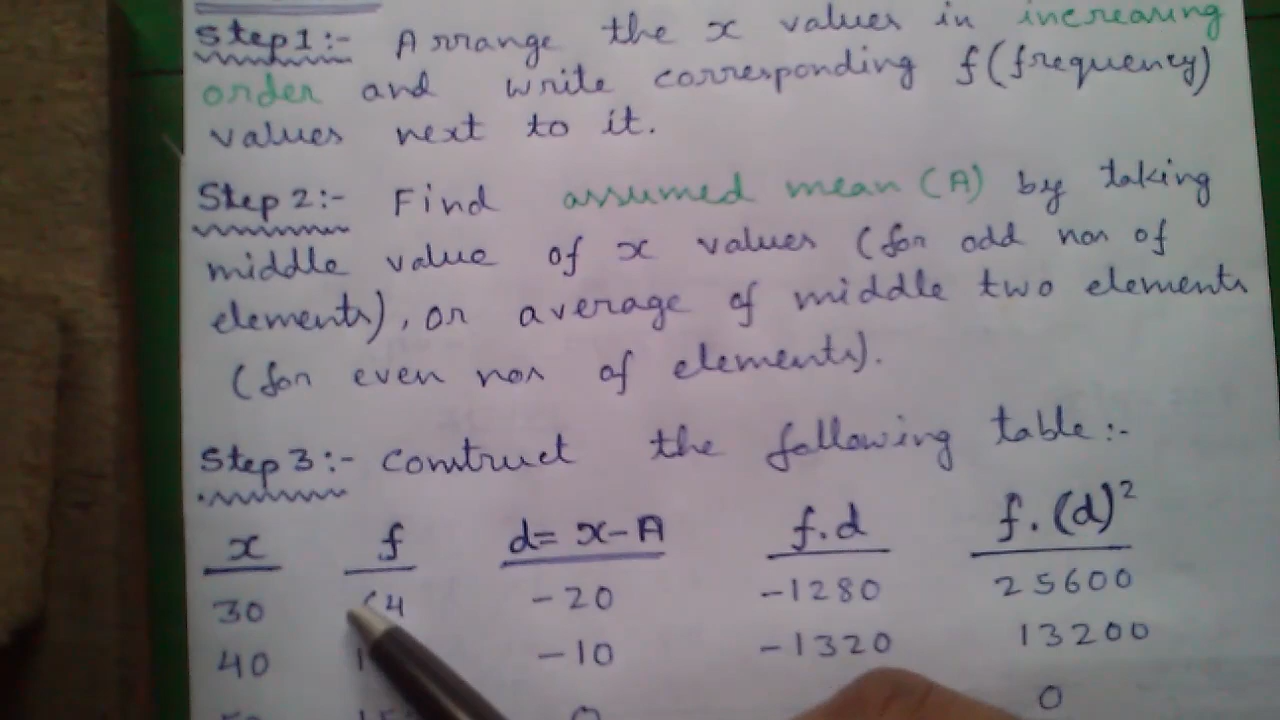 Step 1:- Arrange the x values in increasing
order and write corresponding f(frequency)
values next to it.
Step 2:- Find assumed mean (A) by taking
middle value of x values (for odd nos of
elements), or average of middle two elements
(for even nos of elements).
Step 3:- Construct the following table:-
x f d= x-A f.d f.(d)²
30 64 -20 -1280 25600
40 -10 -1320 13200
0